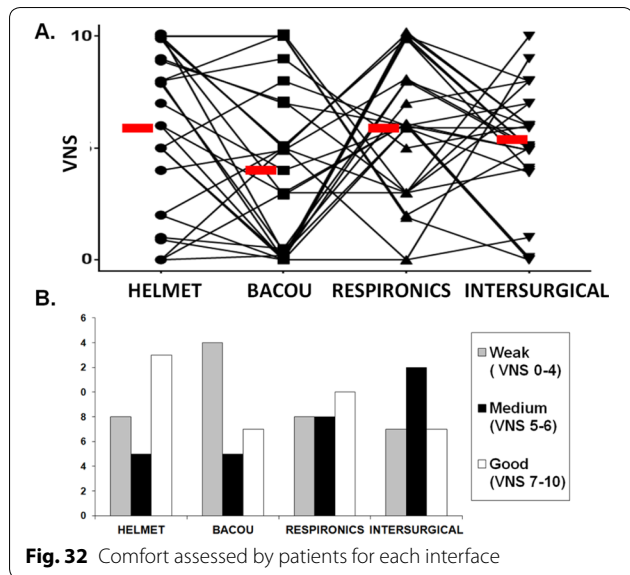 A.
10
VNS
0
HELMET BACOU RESPIRONICS INTERSURGICAL
B.
6
4
2
0
8
6
4
2
0
HELMET BACOU RESPIRONICS INTERSURGICAL
Weak
( VNS 0-4)
Medium
(VNS 5-6)
Good
(VNS 7-10)
Fig. 32 Comfort assessed by patients for each interface